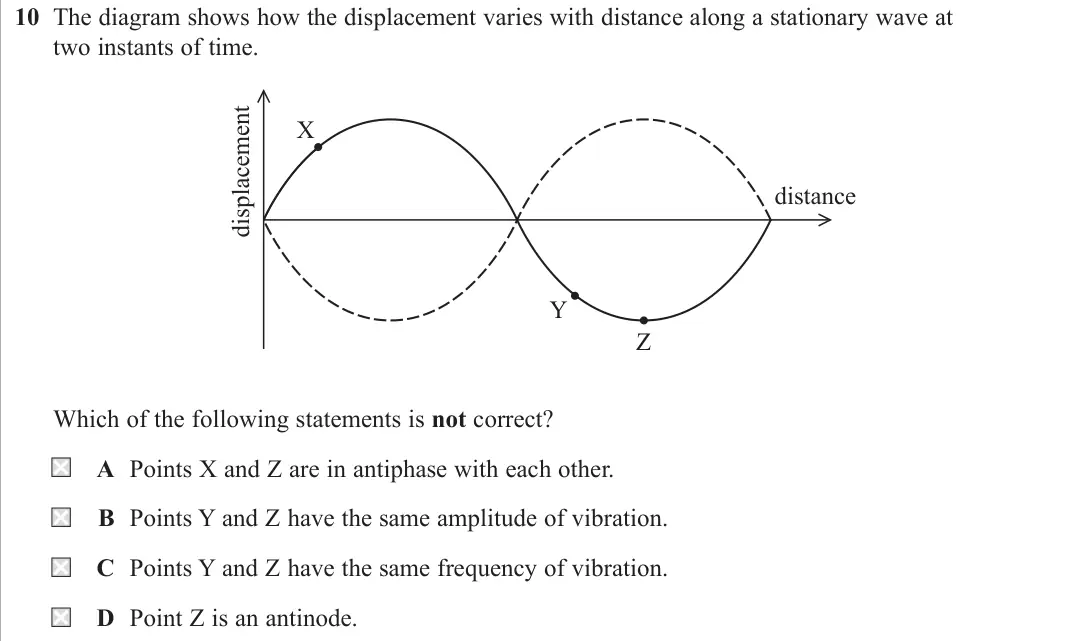 10 The diagram shows how the displacement varies with distance along a stationary wave at
two instants of time.
displacement
X
distance
Y
Z
Which of the following statements is not correct?
A Points X and Z are in antiphase with each other.
B Points Y and Z have the same amplitude of vibration.
C Points Y and Z have the same frequency of vibration.
D Point Z is an antinode.